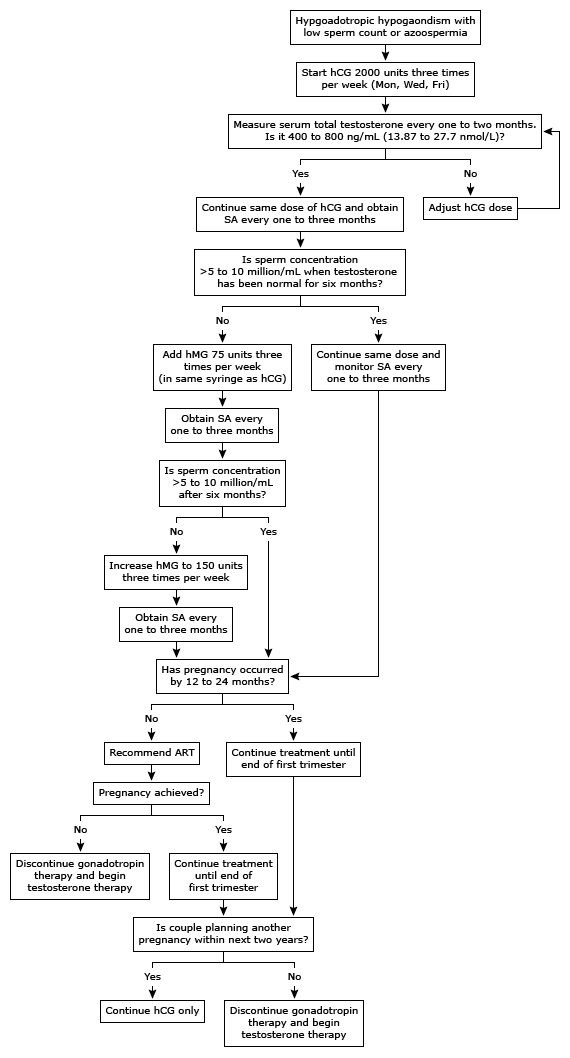 Hypgoadotropic hypogaondism with
low sperm count or azoospermia
Start hCG 2000 units three times
per week (Mon, Wed, Fri)
Measure serum total testosterone every one to two months.
Is it 400 to 800 ng/mL (13.87 to 27.7 nmol/L)?
Yes
No
Continue same dose of hCG and obtain
SA every one to three months
Adjust hCG dose
Is sperm concentration
>5 to 10 million/mL when testosterone
has been normal for six months?
No
Yes
Add hMG 75 units three
times per week
(in same syringe as hCG)
Continue same dose and
monitor SA every
one to three months
Obtain SA every
one to three months
Is sperm concentration
>5 to 10 million/mL
after six months?
No
Yes
Increase hMG to 150 units
three times per week
Obtain SA every
one to three months
Has pregnancy occurred
by 12 to 24 months?
No
Yes
Recommend ART
Continue treatment until
end of first trimester
Pregnancy achieved?
No
Yes
Discontinue gonadotropin
therapy and begin
testosterone therapy
Continue treatment
until end of
first trimester
Is couple planning another
pregnancy within next two years?
Yes
No
Continue hCG only
Discontinue gonadotropin
therapy and begin
testosterone therapy